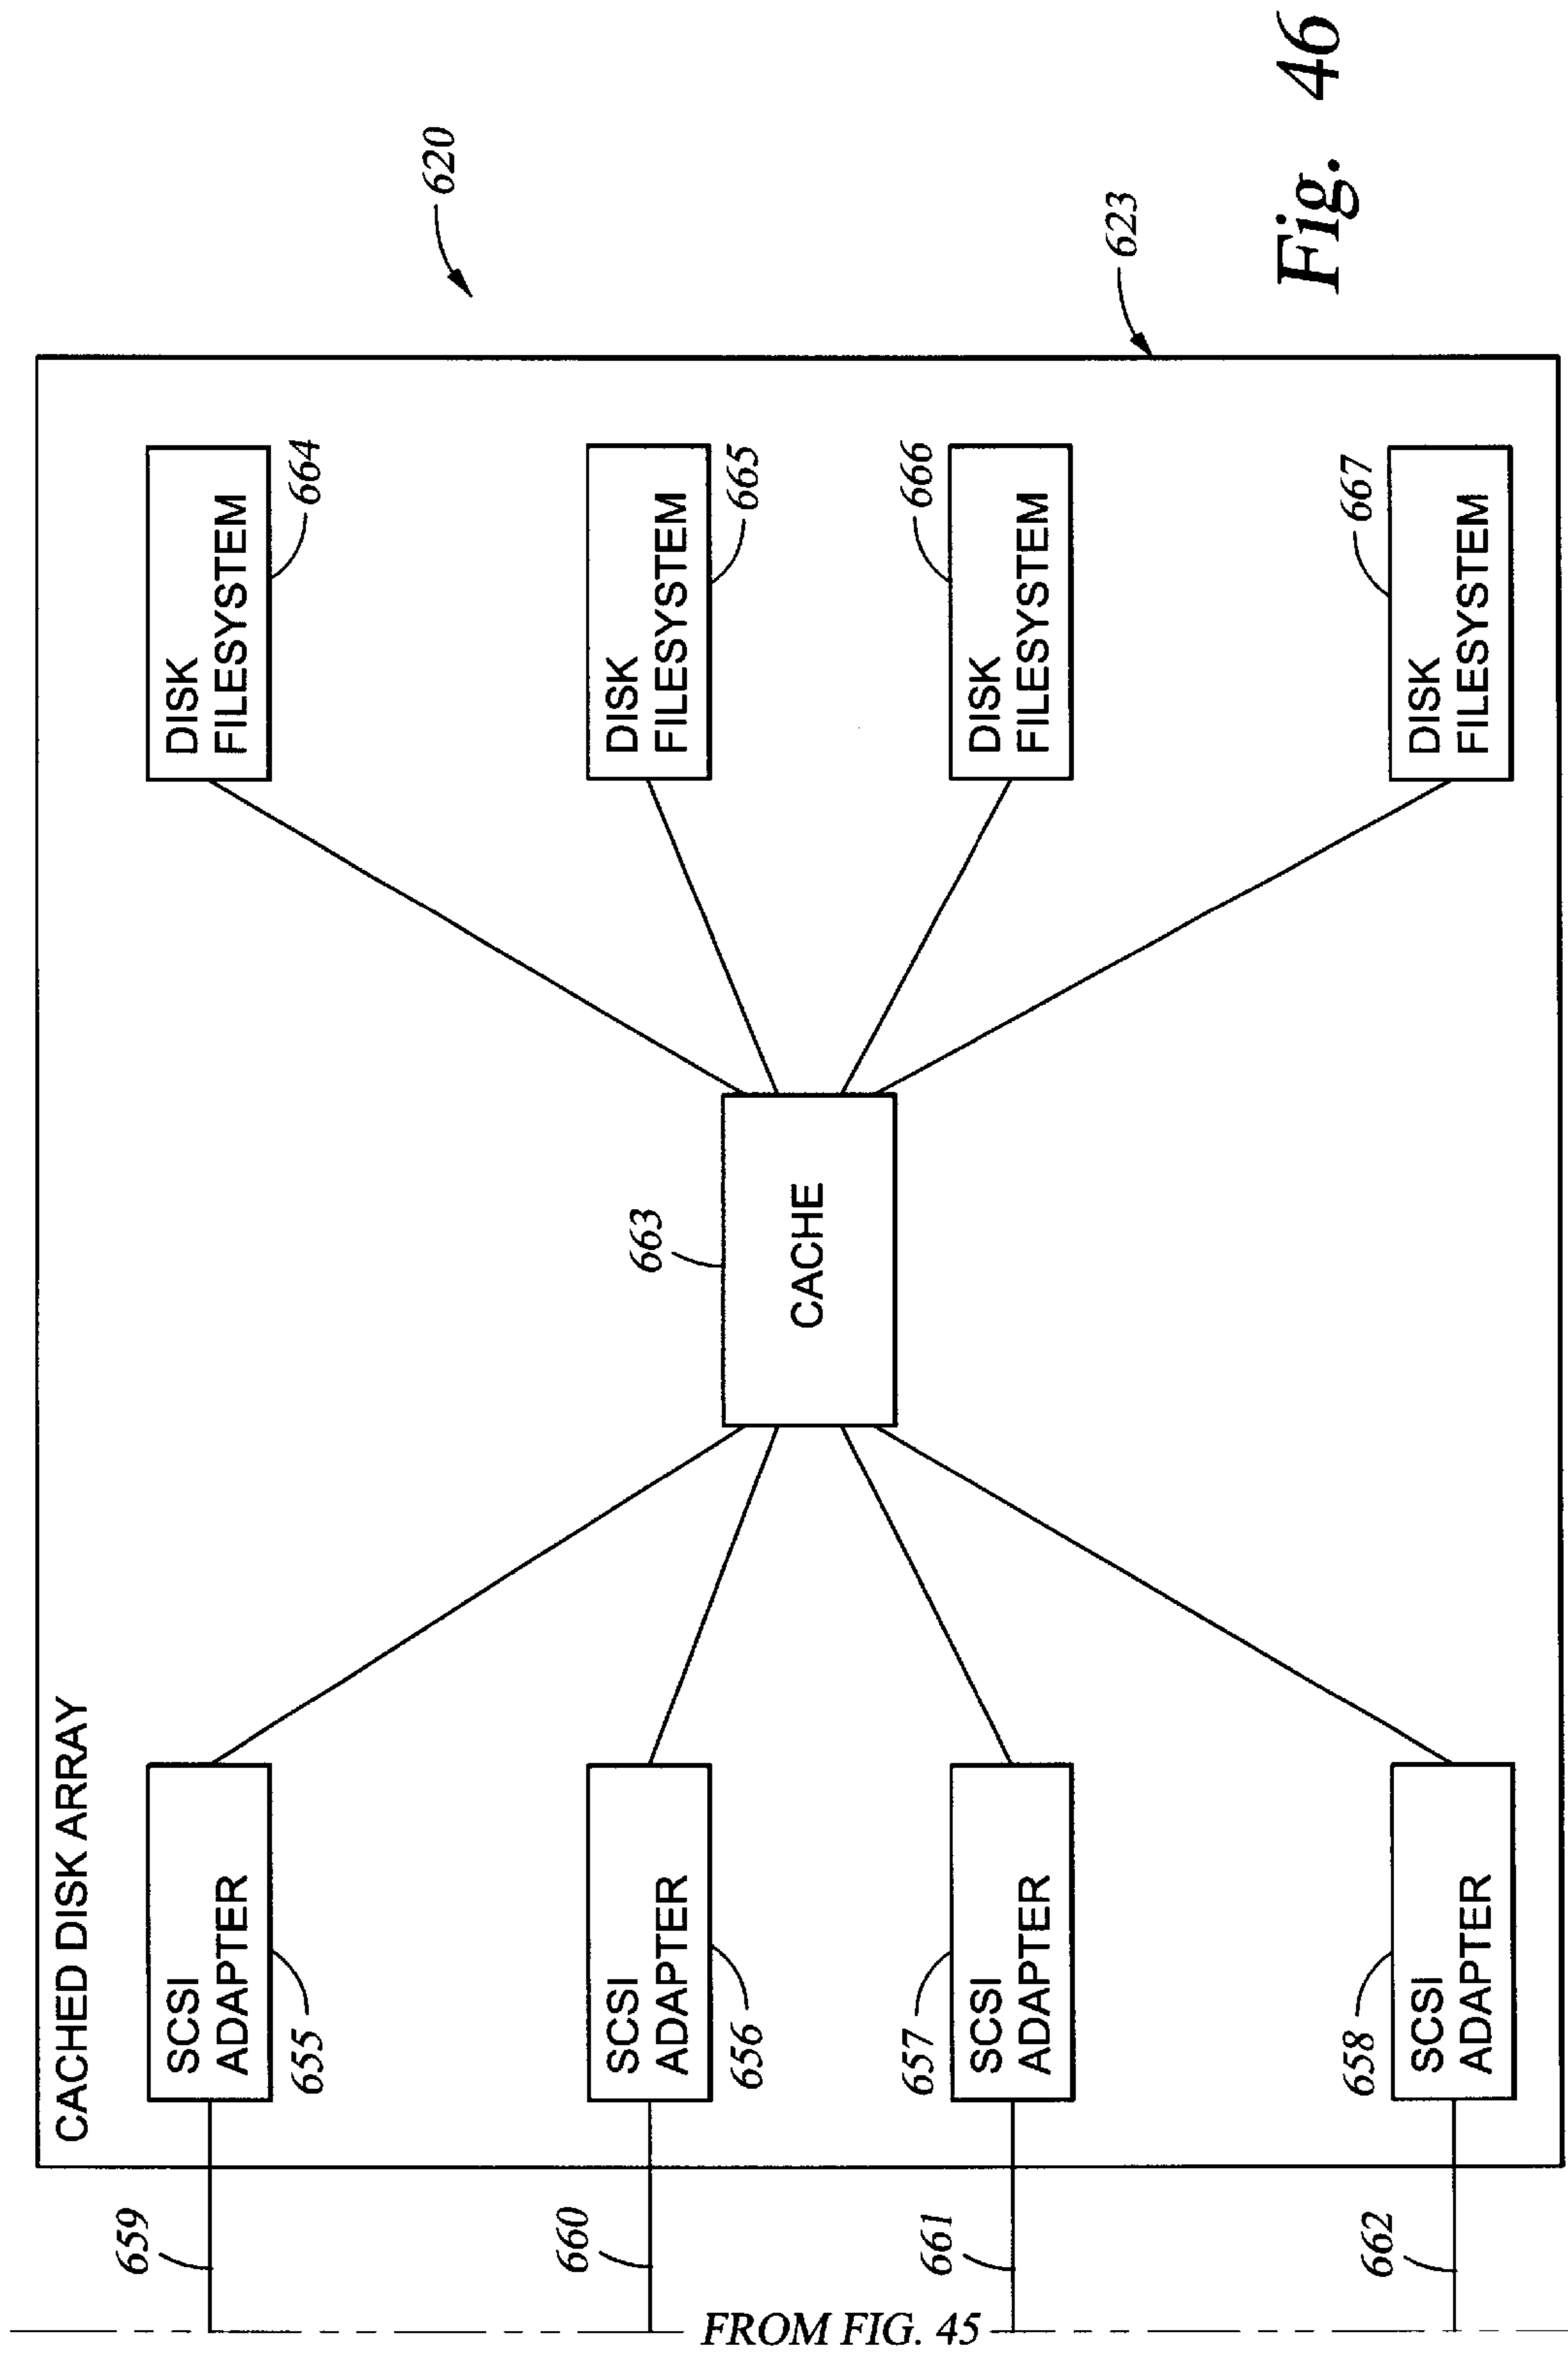 CACHED DISK ARRAY
620
659
SCSI
ADAPTER
655
DISK
FILESYSTEM
664
660
SCSI
ADAPTER
656
663
CACHE
DISK
FILESYSTEM
665
FROM FIG. 45
661
657
SCSI
ADAPTER
666
DISK
FILESYSTEM
623
662
658
SCSI
ADAPTER
667
DISK
FILESYSTEM
Fig. 46